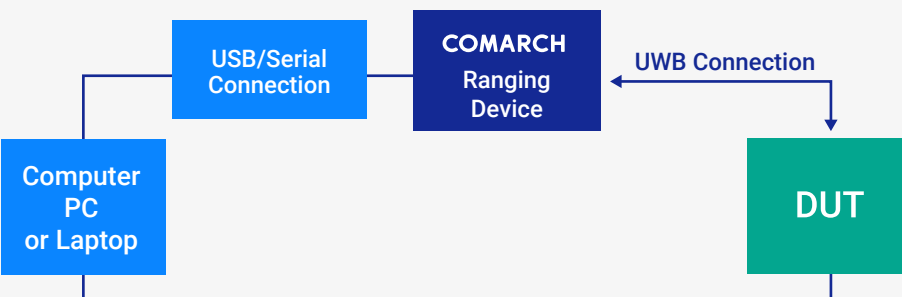 USB/Serial
Connection
COMARCH
Ranging
Device
UWB Connection
Computer
PC
or Laptop
DUT